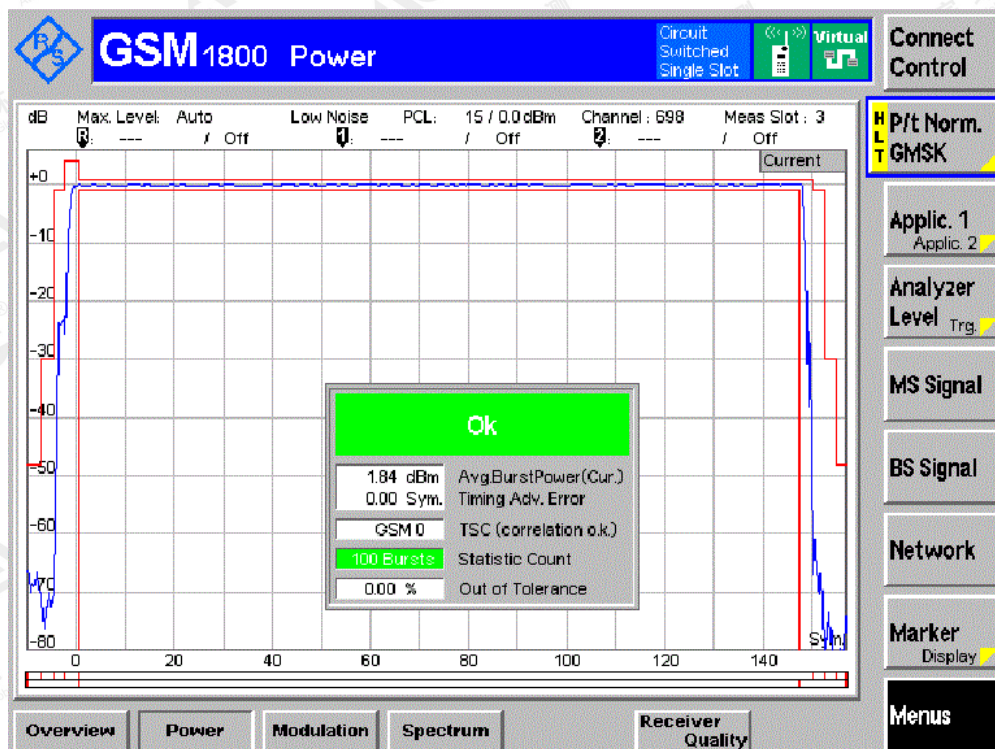 R/S
GSM 1800 Power
Circuit
Switched
Single Slot
Virtual
Connect
Control
dB Max. Level: Auto Low Noise PCL: 15 / 0.0 dBm Channel : 698 Meas Slot : 3
R: --- / Off 1: --- / Off 2: --- / Off
Current
HLT
P/t Norm.
GMSK
Applic. 1
Applic. 2
Analyzer
Level Trg.
MS Signal
BS Signal
Network
Marker
Display
Menus
+0
-10
-20
-30
-40
-50
-60
-70
-80
Ok
1.84 dBm Avg.BurstPower(Cur.)
0.00 Sym. Timing Adv. Error
GSM 0 TSC (correlation o.k.)
100 Bursts Statistic Count
0.00 % Out of Tolerance
Sym.
0 20 40 60 80 100 120 140
Overview Power Modulation Spectrum Receiver
Quality